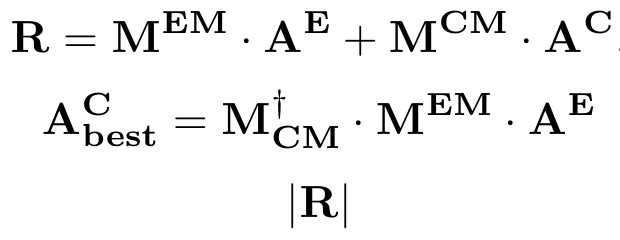 R = M^EM · A^E + M^CM · A^C.
A^C_best = M^†_CM · M^EM · A^E
|R|